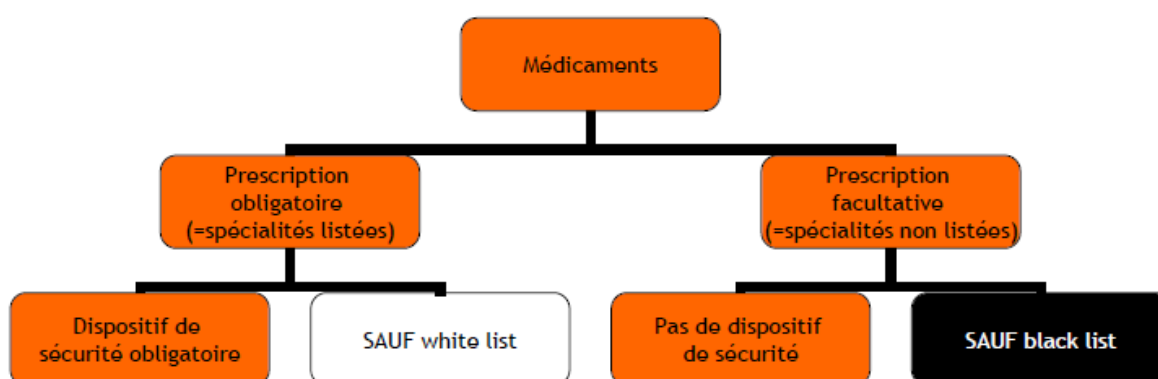 Médicaments
Prescription
obligatoire
(=spécialités listées)
Prescription
facultative
(=spécialités non listées)
Dispositif de
sécurité obligatoire
SAUF white list
Pas de dispositif
de sécurité
SAUF black list